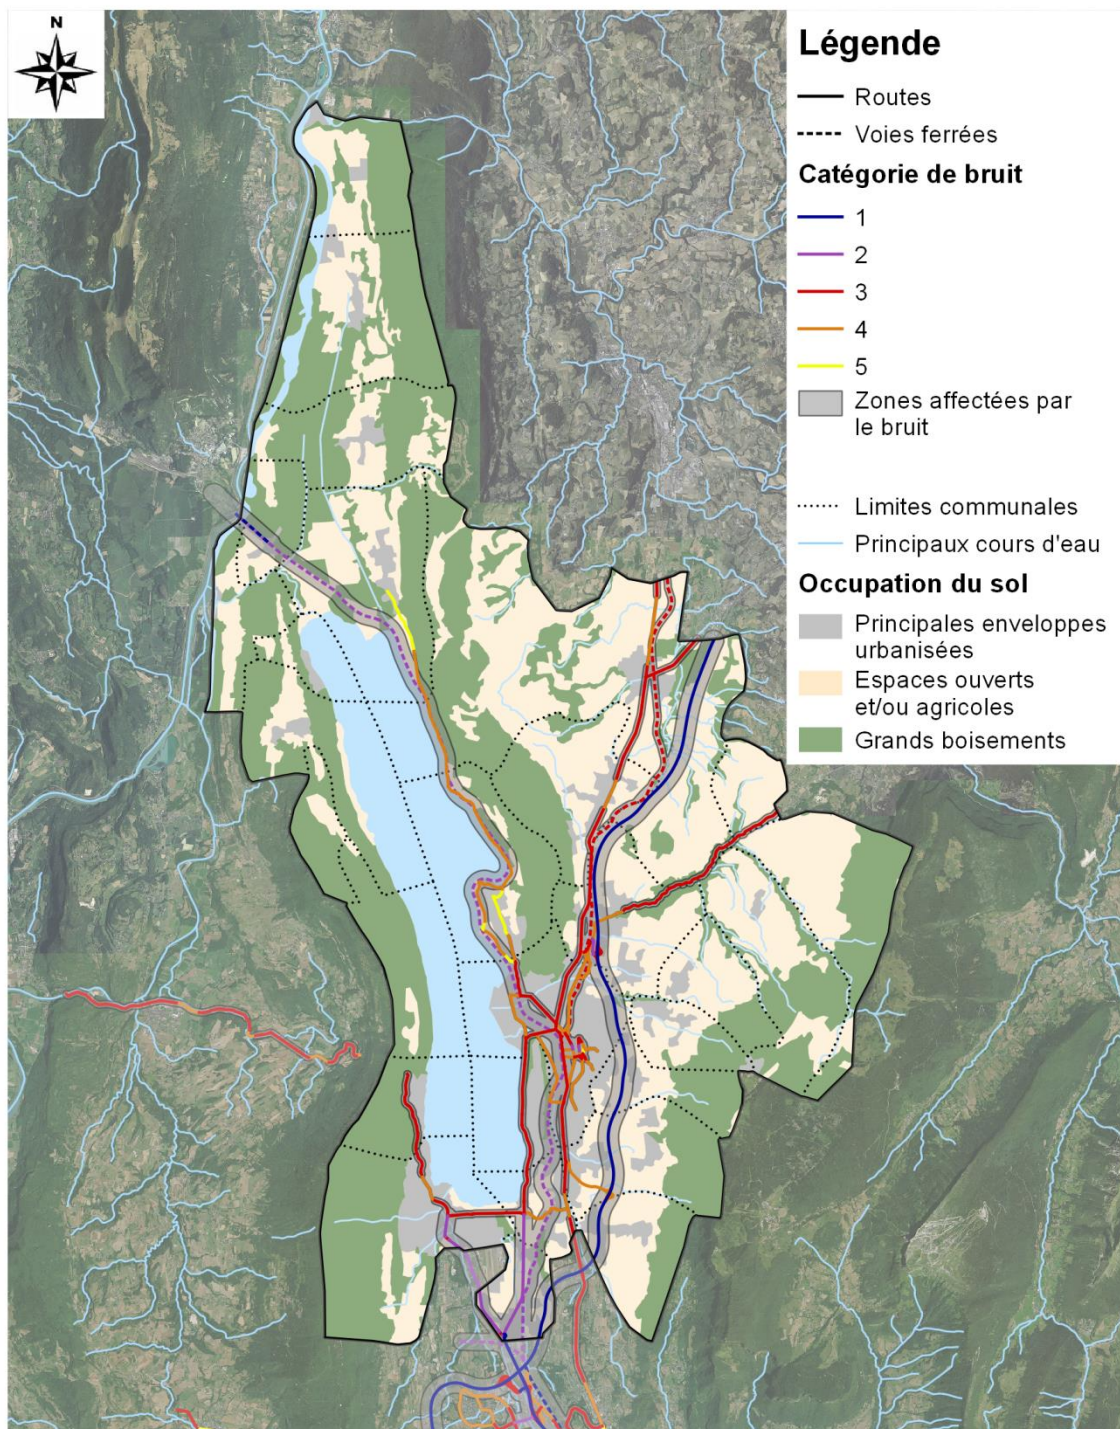 N
Légende
Routes
Voies ferrées
Catégorie de bruit
1
2
3
4
5
Zones affectées par
le bruit
Limites communales
Principaux cours d'eau
Occupation du sol
Principales enveloppes
urbanisées
Espaces ouverts
et/ou agricoles
Grands boisements